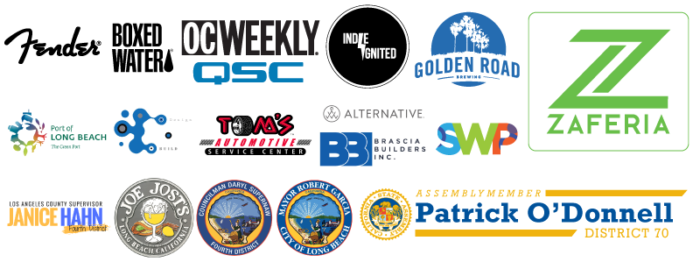 Fender
BOXED
WATER
OC WEEKLY
QSC
INDIE
IGNITED
GOLDEN ROAD
BREWING
ZAFERIA
Port of
LONG BEACH
The Green Port
BUILD
TOM'S
AUTOMOTIVE
SERVICE CENTER
ALTERNATIVE
BB
BRASCIA
BUILDERS
INC.
SWP
LOS ANGELES COUNTY SUPERVISOR
JANICE HAHN
Fourth District
JOE JOST'S
LONG BEACH CALIFORNIA
COUNCILMAN DARYL SUPERNAW
FOURTH DISTRICT
MAYOR ROBERT GARCIA
CITY OF LONG BEACH
ASSEMBLYMEMBER
Patrick O'Donnell
DISTRICT 70